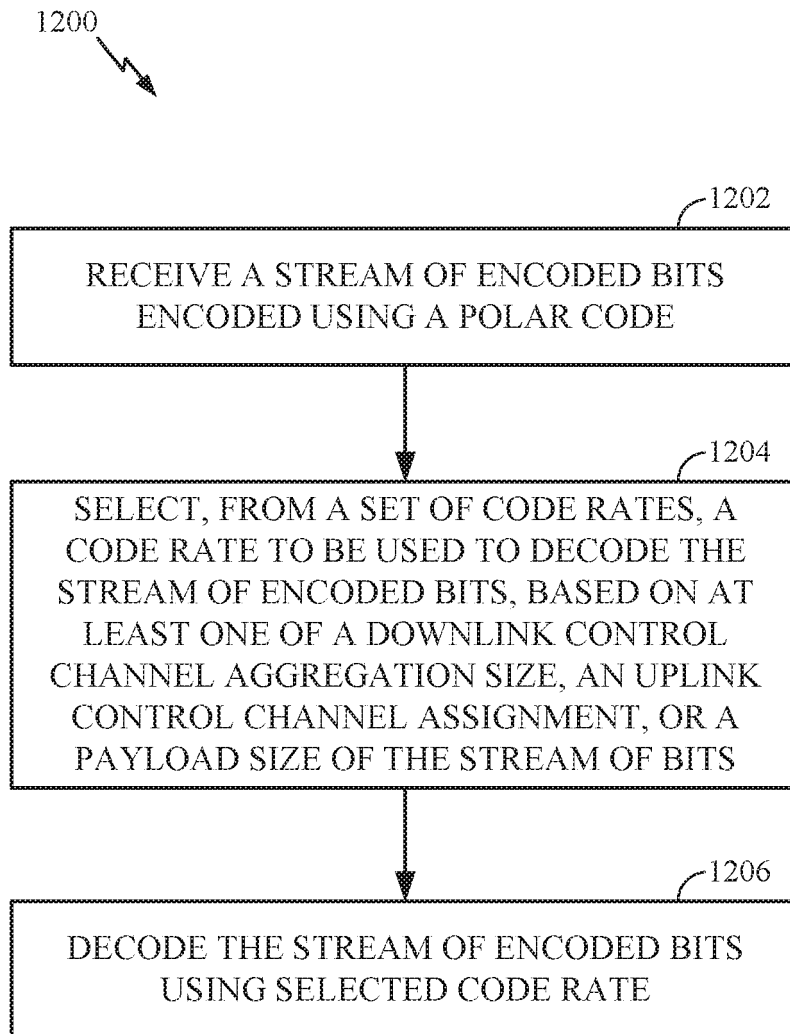 1200
1202
RECEIVE A STREAM OF ENCODED BITS
ENCODED USING A POLAR CODE
1204
SELECT, FROM A SET OF CODE RATES, A
CODE RATE TO BE USED TO DECODE THE
STREAM OF ENCODED BITS, BASED ON AT
LEAST ONE OF A DOWNLINK CONTROL
CHANNEL AGGREGATION SIZE, AN UPLINK
CONTROL CHANNEL ASSIGNMENT, OR A
PAYLOAD SIZE OF THE STREAM OF BITS
1206
DECODE THE STREAM OF ENCODED BITS
USING SELECTED CODE RATE